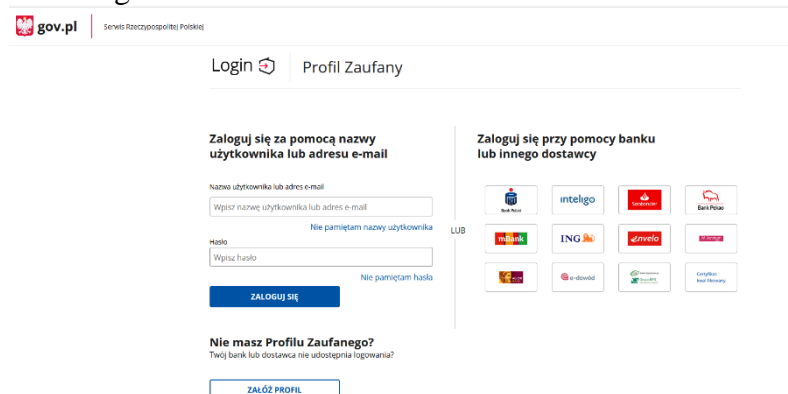 gov.pl
Serwis Rzeczypospolitej Polskiej
Login
Profil Zaufany
Zaloguj się za pomocą nazwy
użytkownika lub adresu e-mail
Nazwa użytkownika lub adres e-mail
Wpisz nazwę użytkownika lub adres e-mail
Nie pamiętam nazwy użytkownika
Hasło
Wpisz hasło
Nie pamiętam hasła
ZALOGUJ SIĘ
LUB
Zaloguj się przy pomocy banku
lub innego dostawcy
Bank Polski
inteligo
Santander
Bank Pekao
mBank
ING
envelo
e-dowód
Certyfikat
kwalifikowany
Nie masz Profilu Zaufanego?
Twój bank lub dostawca nie udostępnia logowania?
ZAŁÓŻ PROFIL